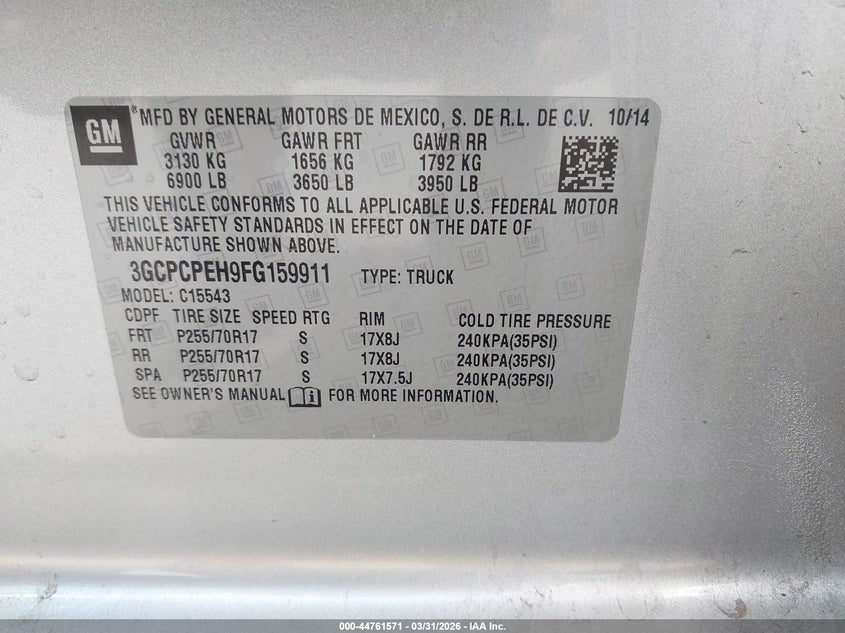 GM
® MFD BY GENERAL MOTORS DE MEXICO, S. DE R.L. DE C.V. 10/14
GVWR GAWR FRT GAWR RR
3130 KG 1656 KG 1792 KG
6900 LB 3650 LB 3950 LB
THIS VEHICLE CONFORMS TO ALL APPLICABLE U.S. FEDERAL MOTOR
VEHICLE SAFETY STANDARDS IN EFFECT ON THE DATE OF
MANUFACTURE SHOWN ABOVE.
3GCPCPEH9FG159911 TYPE: TRUCK
MODEL: C15543
CDPF TIRE SIZE SPEED RTG RIM COLD TIRE PRESSURE
FRT P255/70R17 S 17X8J 240KPA(35PSI)
RR P255/70R17 S 17X8J 240KPA(35PSI)
SPA P255/70R17 S 17X7.5J 240KPA(35PSI)
SEE OWNER'S MANUAL FOR MORE INFORMATION.
000-44761571 - 03/31/2026 - IAA Inc.